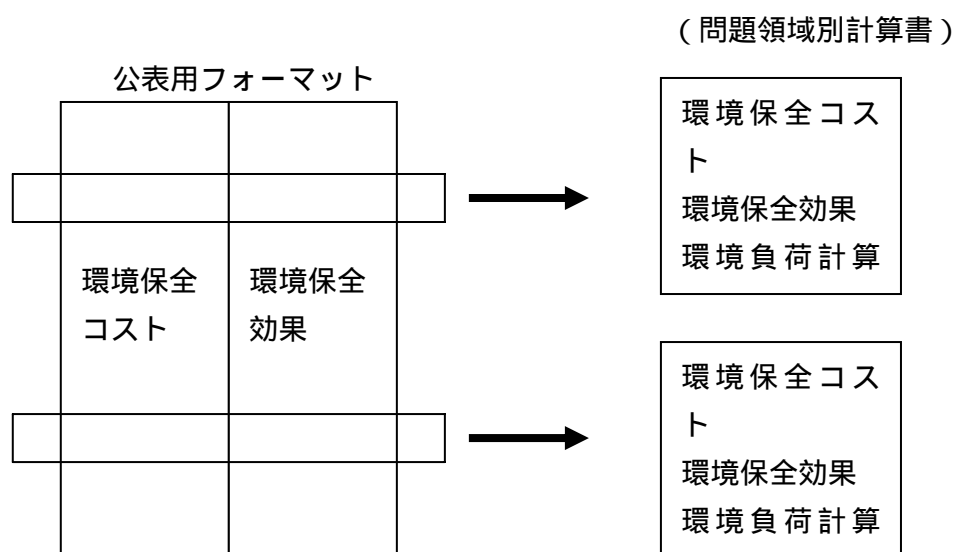 （問題領域別計算書）
公表用フォーマット
環境保全
コスト
環境保全
効果
環境保全コス
ト
環境保全効果
環境負荷計算
環境保全コス
ト
環境保全効果
環境負荷計算